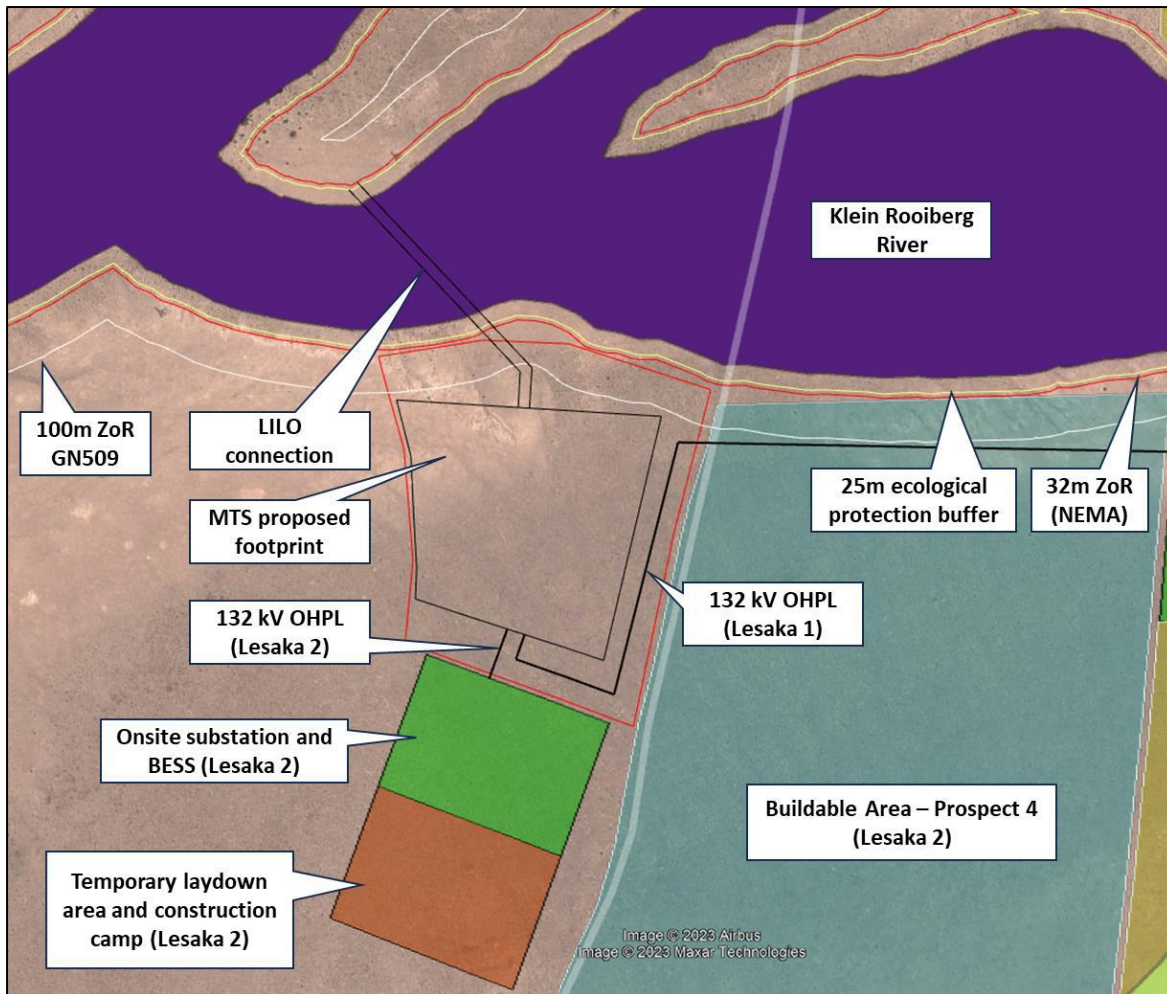 Klein Rooiberg
River
100m ZoR
GN509
LILO
connection
MTS proposed
footprint
25m ecological
protection buffer
32m ZoR
(NEMA)
132 kV OHPL
(Lesaka 2)
132 kV OHPL
(Lesaka 1)
Onsite substation and
BESS (Lesaka 2)
Buildable Area – Prospect 4
(Lesaka 2)
Temporary laydown
area and construction
camp (Lesaka 2)
Image © 2023 Airbus
Image © 2023 Maxar Technologies